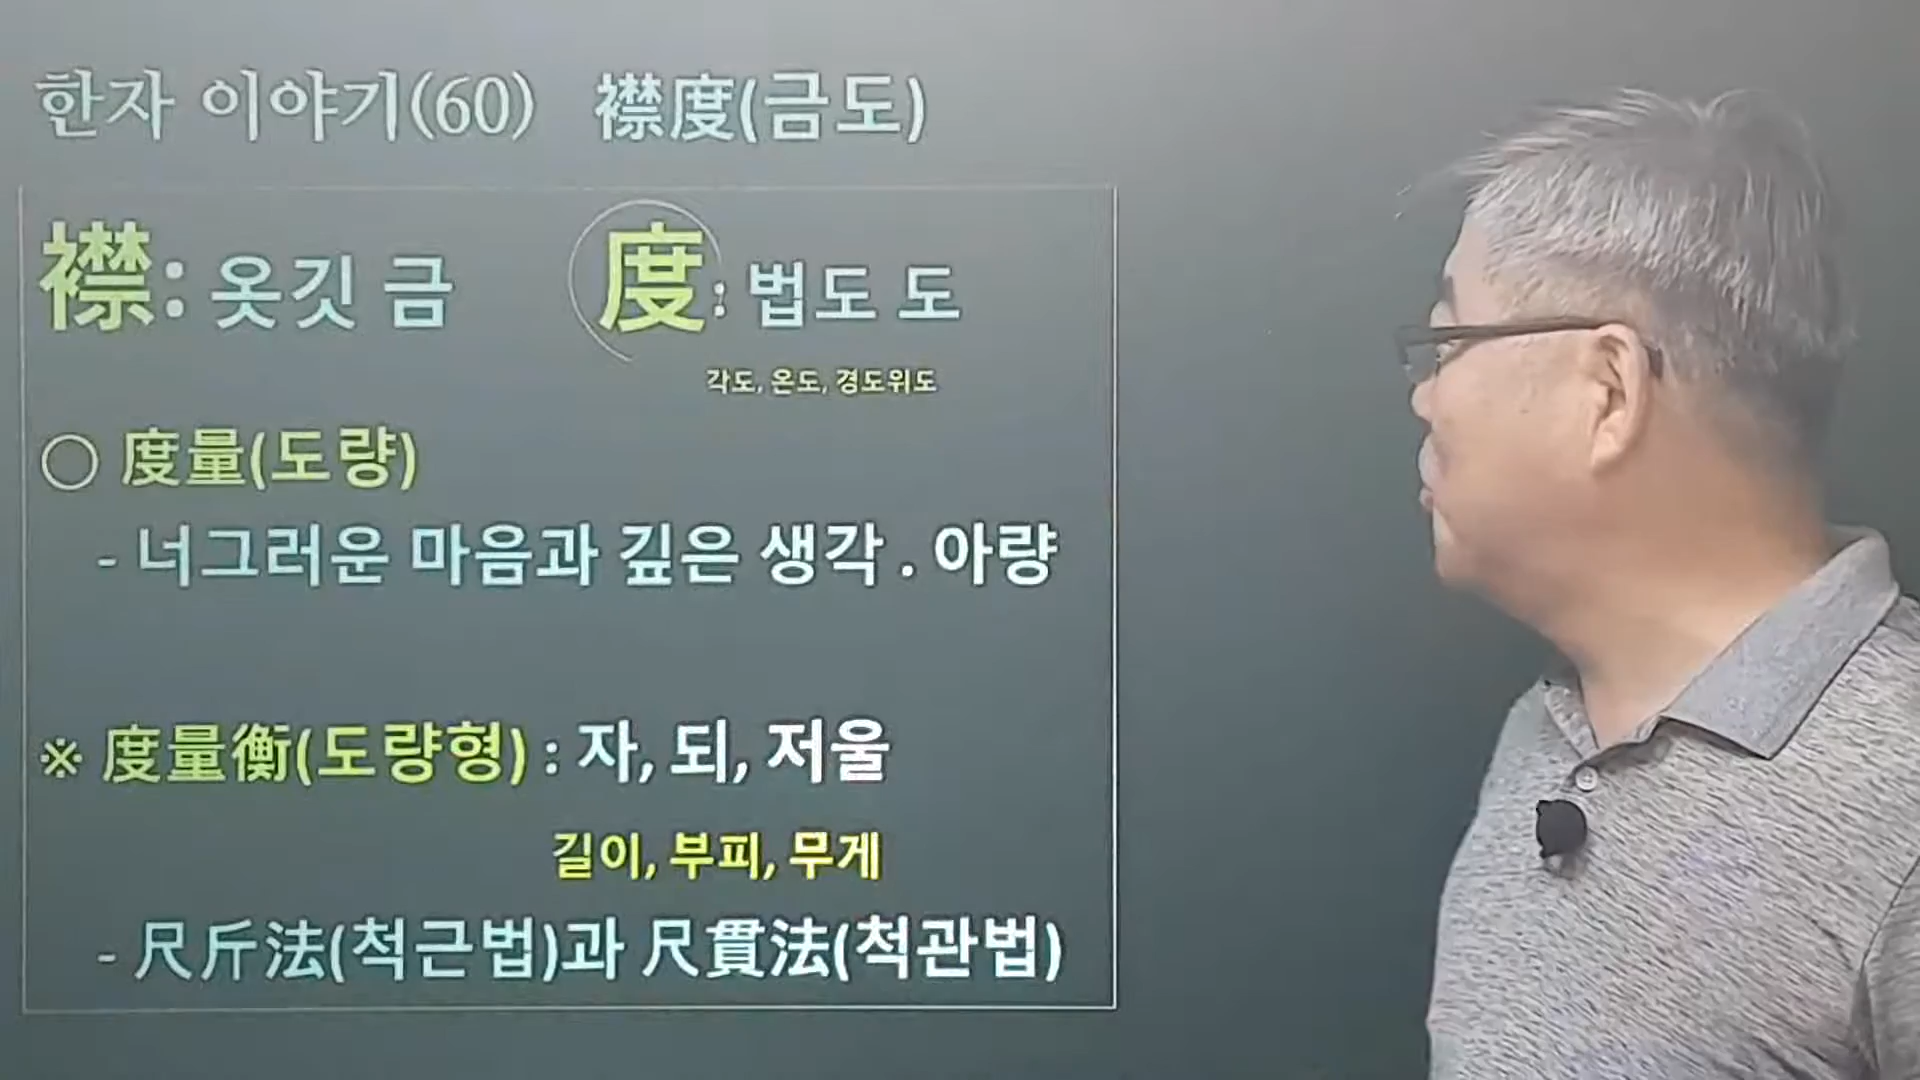 한자 이야기(60) 襟度(금도)
襟: 옷깃 금 度: 법도 도
각도, 온도, 경도위도
○ 度量(도량)
- 너그러운 마음과 깊은 생각 . 아량
※ 度量衡(도량형) : 자, 되, 저울
길이, 부피, 무게
- 尺斤法(척근법)과 尺貫法(척관법)